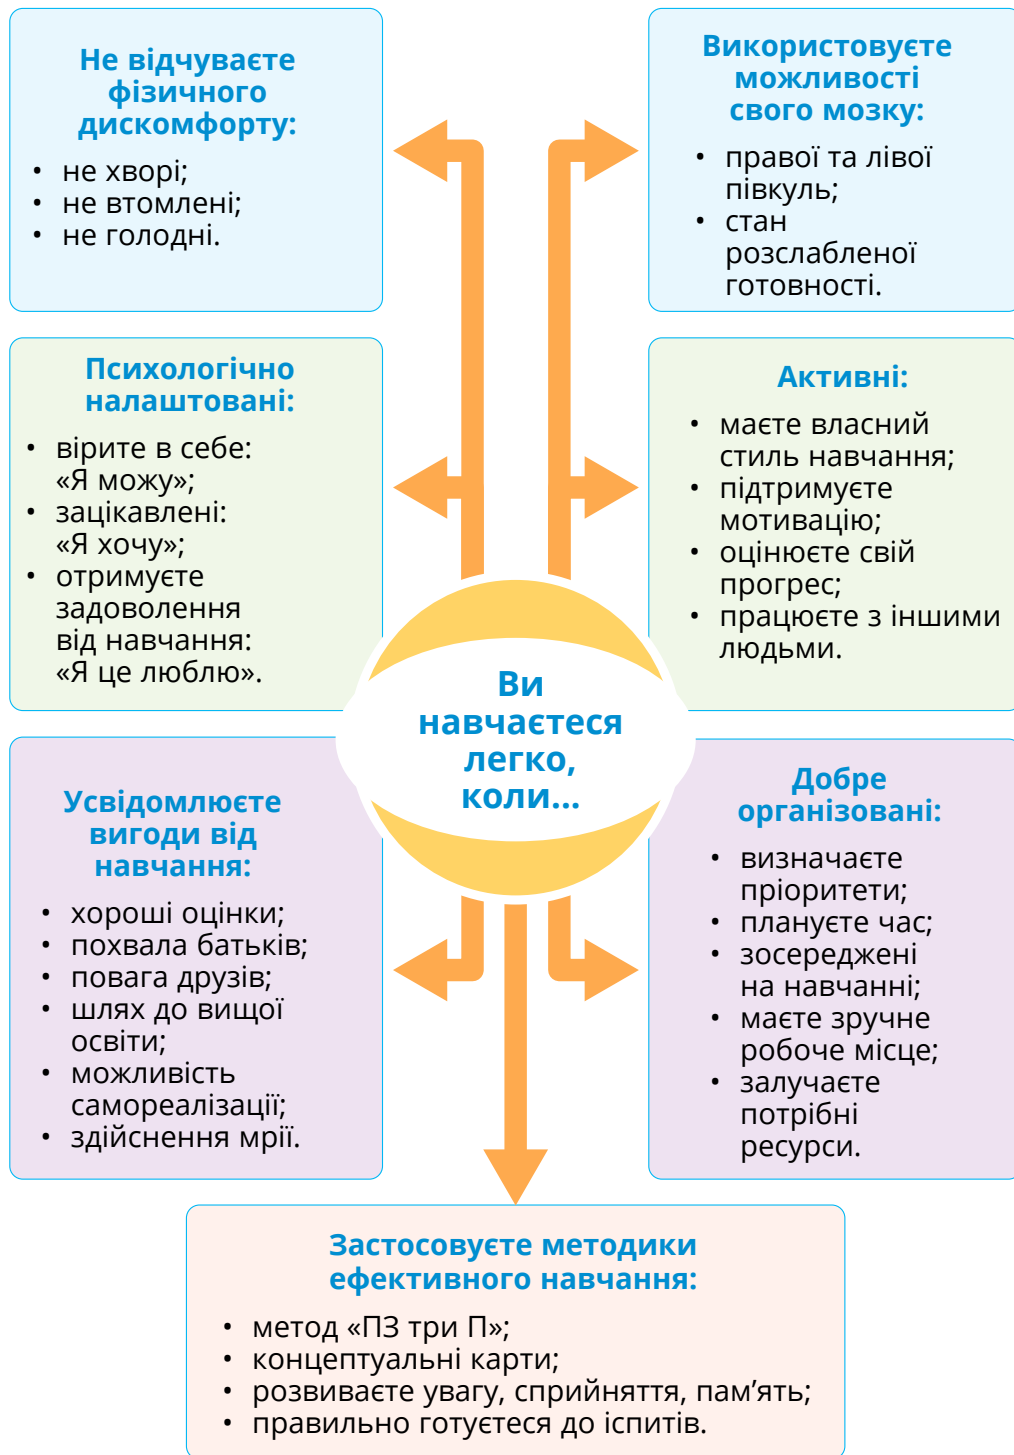 Не відчуваєте
фізичного
дискомфорту:
• не хворі;
• не втомлені;
• не голодні.
Використовуєте
можливості
свого мозку:
• правої та лівої
півкуль;
• стан
розслабленої
готовності.
Психологічно
налаштовані:
• вірите в себе:
«Я можу»;
• зацікавлені:
«Я хочу»;
• отримуєте
задоволення
від навчання:
«Я це люблю».
Активні:
• маєте власний
стиль навчання;
• підтримуєте
мотивацію;
• оцінюєте свій
прогрес;
• працюєте з іншими
людьми.
Ви
навчаєтеся
легко,
коли...
Усвідомлюєте
вигоди від
навчання:
• хороші оцінки;
• похвала батьків;
• повага друзів;
• шлях до вищої
освіти;
• можливість
самореалізації;
• здійснення мрії.
Добре
організовані:
• визначаєте
пріоритети;
• плануєте час;
• зосереджені
на навчанні;
• маєте зручне
робоче місце;
• залучаєте
потрібні
ресурси.
Застосовуєте методики
ефективного навчання:
• метод «ПЗ три П»;
• концептуальні карти;
• розвиваєте увагу, сприйняття, пам’ять;
• правильно готуєтеся до іспитів.